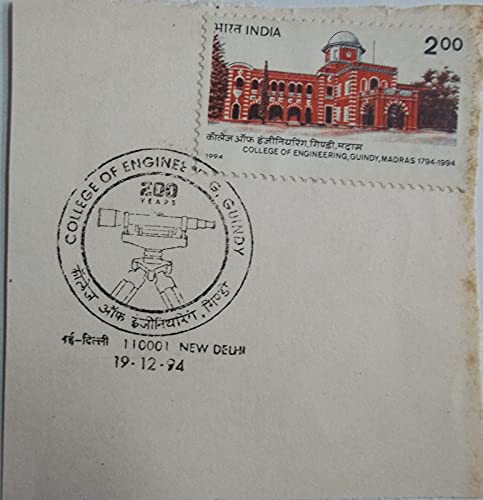 भारत INDIA
2.00
कॉलेज ऑफ इंजीनियरिंग, गिण्डी, मद्रास
1994 COLLEGE OF ENGINEERING, GUINDY, MADRAS 1794-1994
COLLEGE OF ENGINEERING, GUINDY
200
YEARS
कॉलेज ऑफ इंजीनियरिंग, गिण्डी
नई-दिल्ली 110001 NEW DELHI
19-12-94